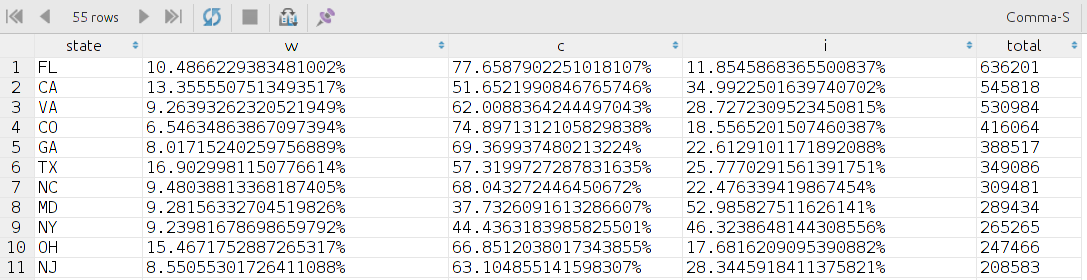 55 rows Comma-S
state w c i total
1 FL 10.4866229383481002% 77.6587902251018107% 11.8545868365500837% 636201
2 CA 13.3555507513493517% 51.6521990846765746% 34.9922501639740702% 545818
3 VA 9.26393262320521949% 62.0088364244497043% 28.7272309523450815% 530984
4 CO 6.54634863867097394% 74.8971312105829838% 18.5565201507460387% 416064
5 GA 8.01715240259756889% 69.369937480213224% 22.6129101171892088% 388517
6 TX 16.9029981150776614% 57.3199727287831635% 25.7770291561391751% 349086
7 NC 9.48038813368187405% 68.043272446450672% 22.476339419867454% 309481
8 MD 9.28156332704519826% 37.7326091613286607% 52.985827511626141% 289434
9 NY 9.23981678698659792% 44.4363183985825501% 46.3238648144308556% 265265
10 OH 15.4671752887265317% 66.8512038017343855% 17.6816209095390882% 247466
11 NJ 8.55055301726411088% 63.104855141598307% 28.3445918411375821% 208583